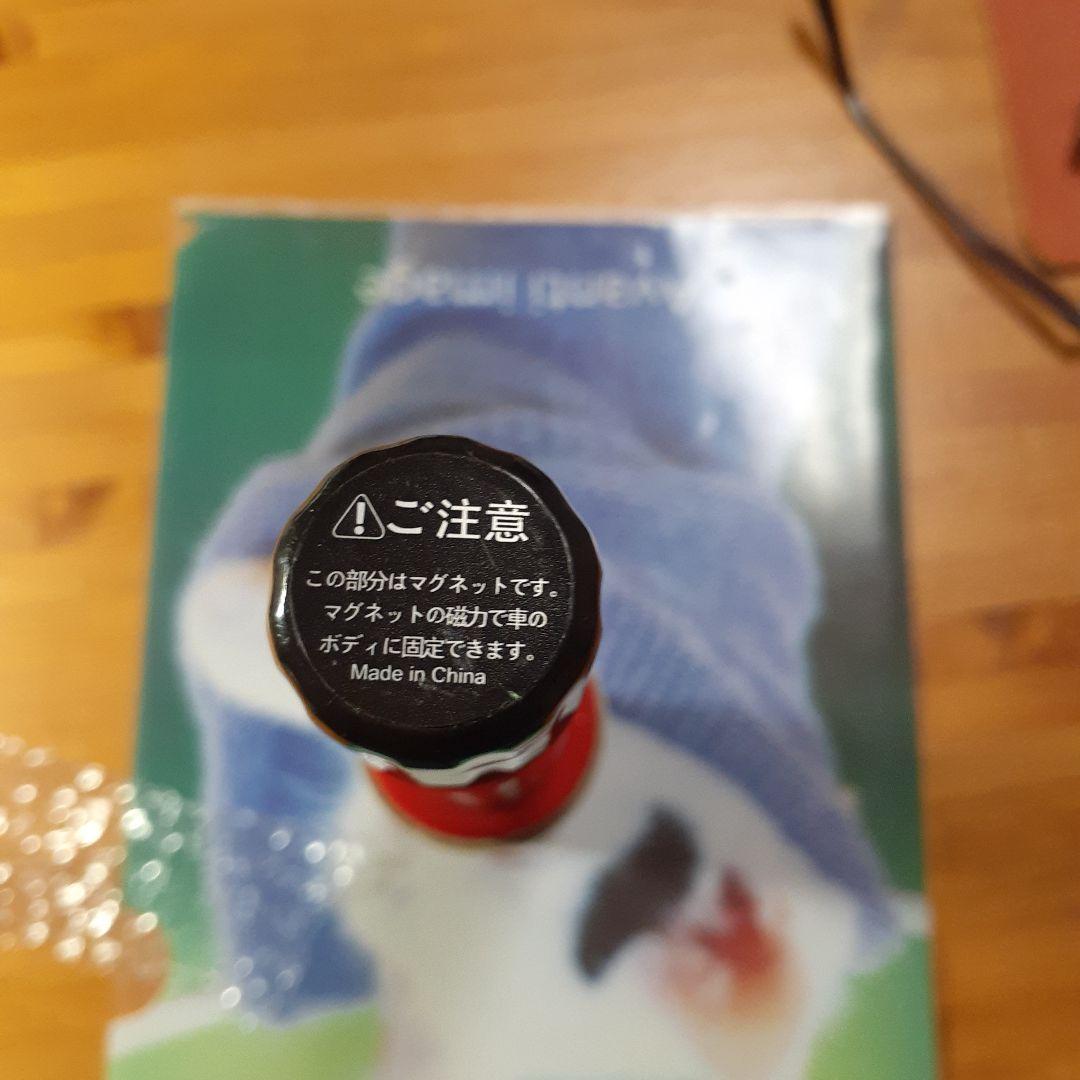 ご注意
この部分はマグネットです。
マグネットの磁力で車の
ボディに固定できます。
Made in China